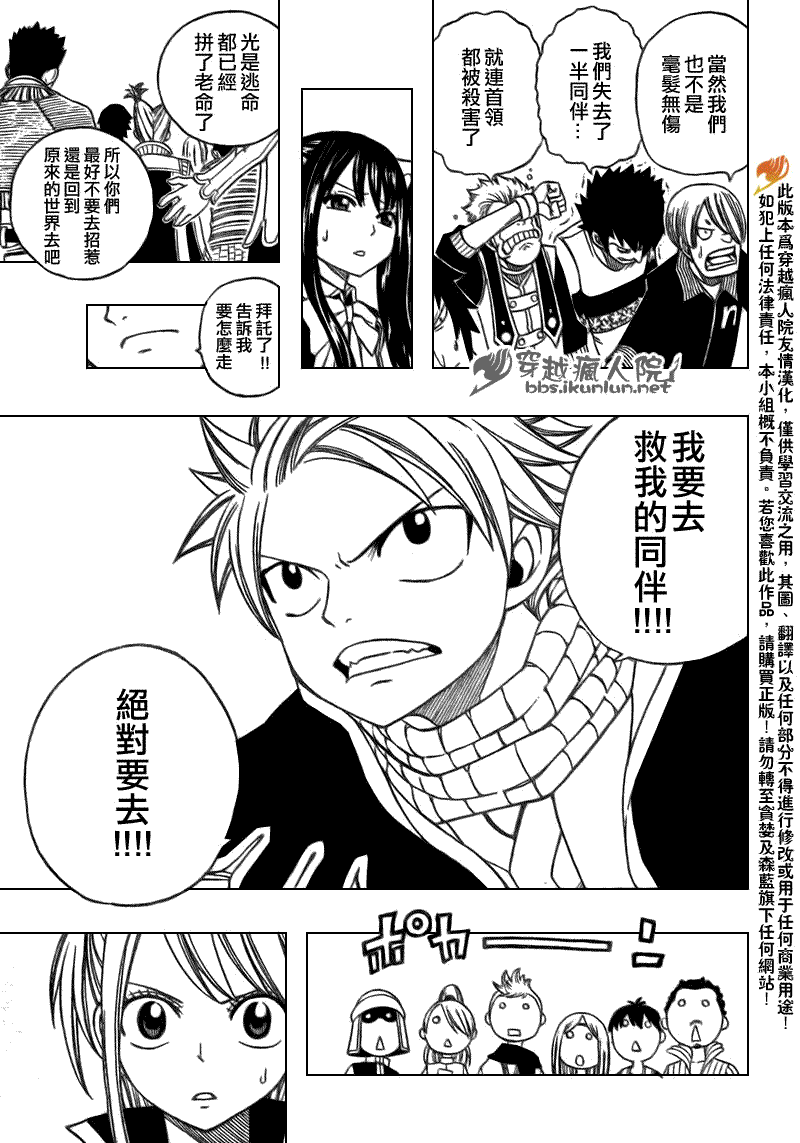 當然我們
也不是
毫髮無傷
我們失去了
一半同伴…
就連首領
都被殺害了
光是逃命
都已經
拼了老命了
所以你們
最好不要去招惹
還是回到
原來的世界去吧
拜託了!!
告訴我
要怎麼走
穿越瘋人院
bbs.ikunlun.net
我要去
救我的同伴
!!!!
絕對要去
!!!!
ポカーーー!
n
此版本爲穿越瘋人院友情漢化，僅供學習交流之用，其圖、翻譯以及任何部分不得進行修改或用于任何商業用途！
如犯上任何法律責任，本小組概不負責。若您喜歡此作品，請購買正版！請勿轉至貪婪及森藍旗下任何網站！